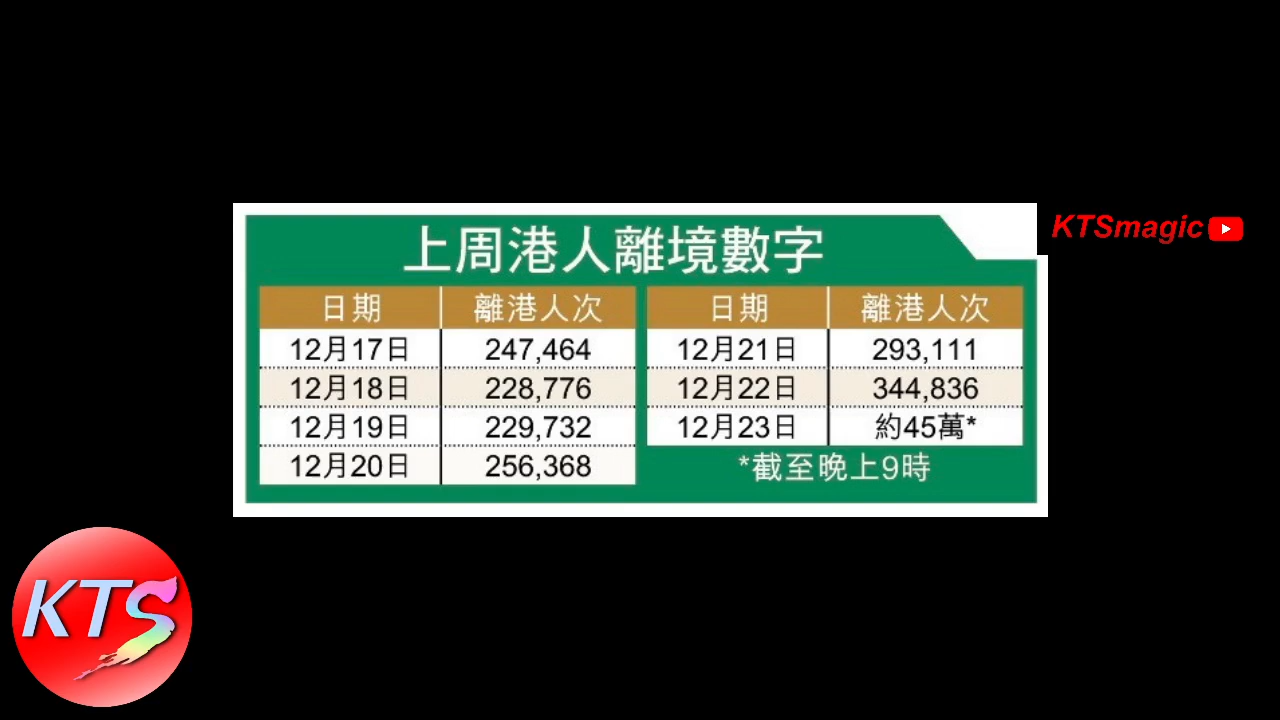 上周港人離境數字
KTSmagic
日期 離港人次
12月17日 247,464
12月18日 228,776
12月19日 229,732
12月20日 256,368
日期 離港人次
12月21日 293,111
12月22日 344,836
12月23日 約45萬*
*截至晚上9時
KTS